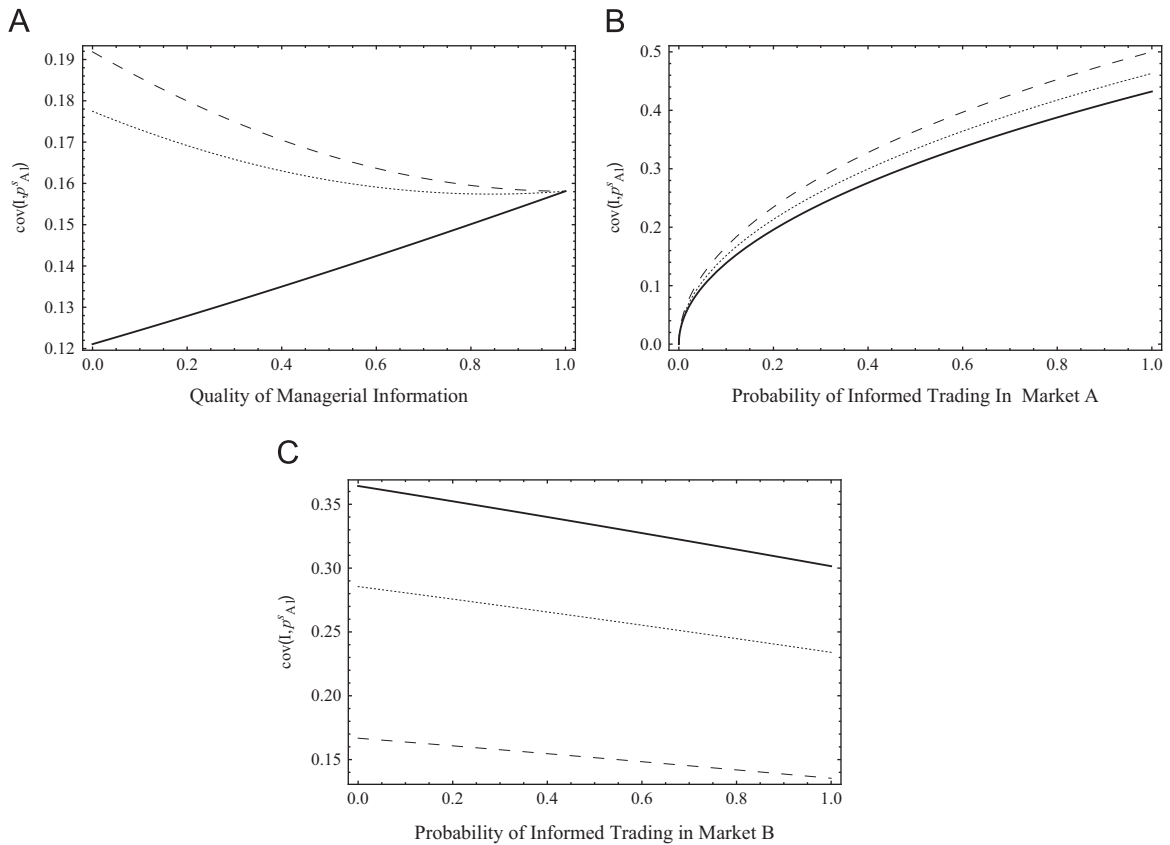 A
0.19
0.18
0.17
0.16
0.15
0.14
0.13
0.12
cov(I,p^s_A1)
0.0 0.2 0.4 0.6 0.8 1.0
Quality of Managerial Information
B
0.5
0.4
0.3
0.2
0.1
0.0
cov(I,p^s_A1)
0.0 0.2 0.4 0.6 0.8 1.0
Probability of Informed Trading In Market A
C
0.35
0.30
0.25
0.20
0.15
cov(I,p^s_A1)
0.0 0.2 0.4 0.6 0.8 1.0
Probability of Informed Trading in Market B